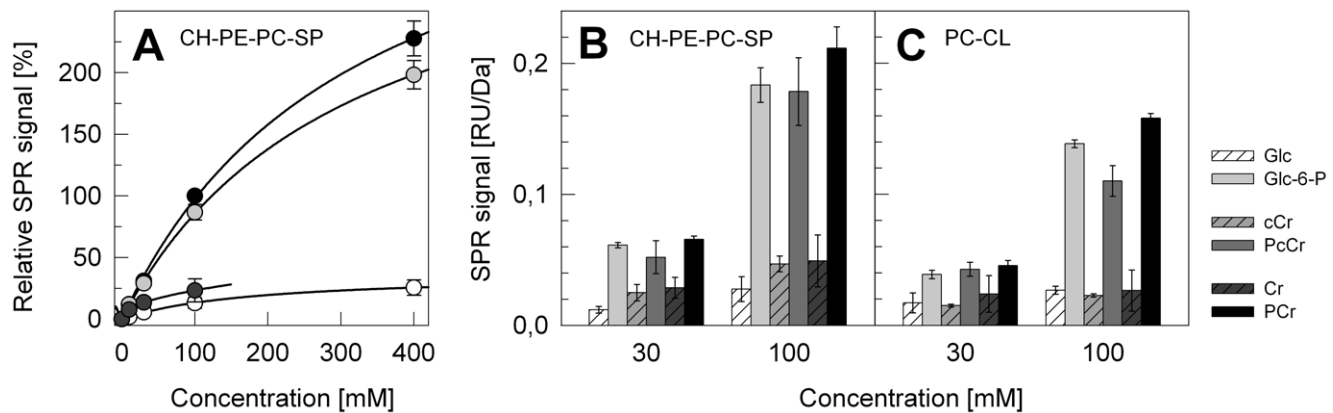 A
CH-PE-PC-SP
Relative SPR signal [%]
200
150
100
50
0
0
100
200
300
400
Concentration [mM]
B
CH-PE-PC-SP
SPR signal [RU/Da]
0,2
0,1
0,0
30
100
C
PC-CL
30
100
Concentration [mM]
Glc
Glc-6-P
cCr
PcCr
Cr
PCr